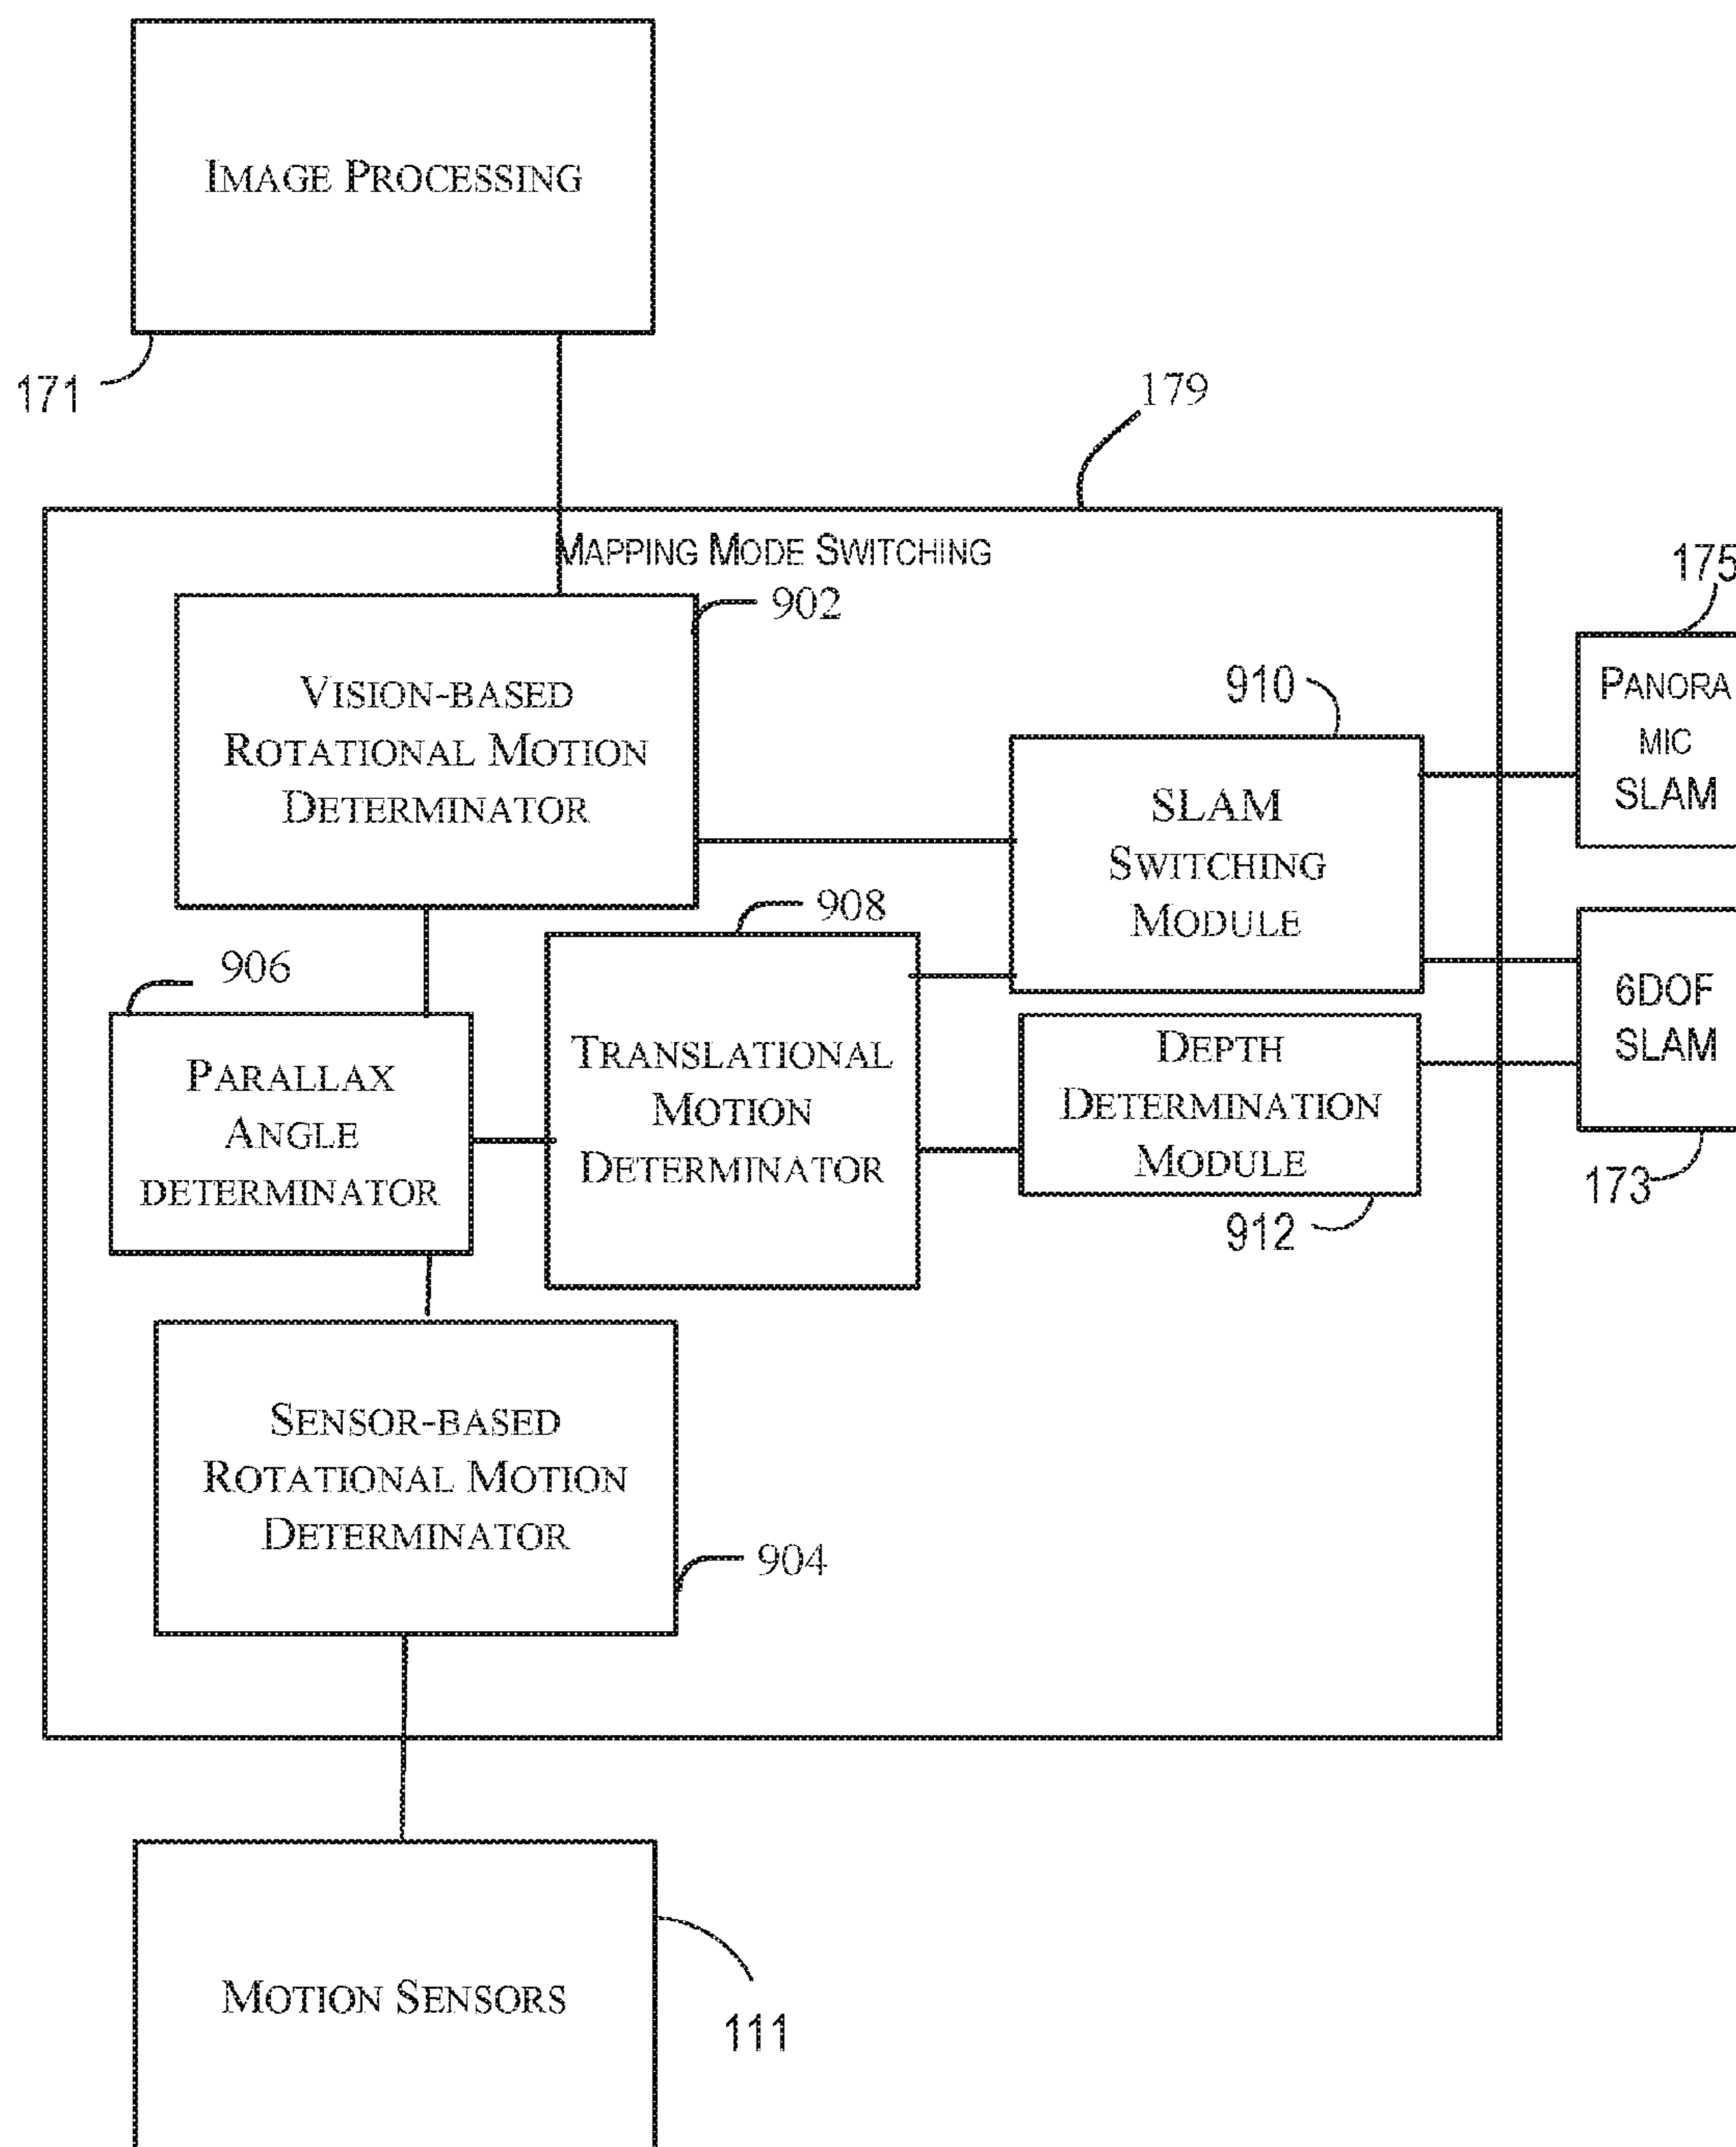 IMAGE PROCESSING
171
179
MAPPING MODE SWITCHING
175
902
VISION-BASED
ROTATIONAL MOTION
DETERMINATOR
910
PANORA
MIC
SLAM
SLAM
SWITCHING
MODULE
908
906
PARALLAX
ANGLE
DETERMINATOR
TRANSLATIONAL
MOTION
DETERMINATOR
DEPTH
DETERMINATION
MODULE
912
6DOF
SLAM
173
SENSOR-BASED
ROTATIONAL MOTION
DETERMINATOR
904
MOTION SENSORS
111